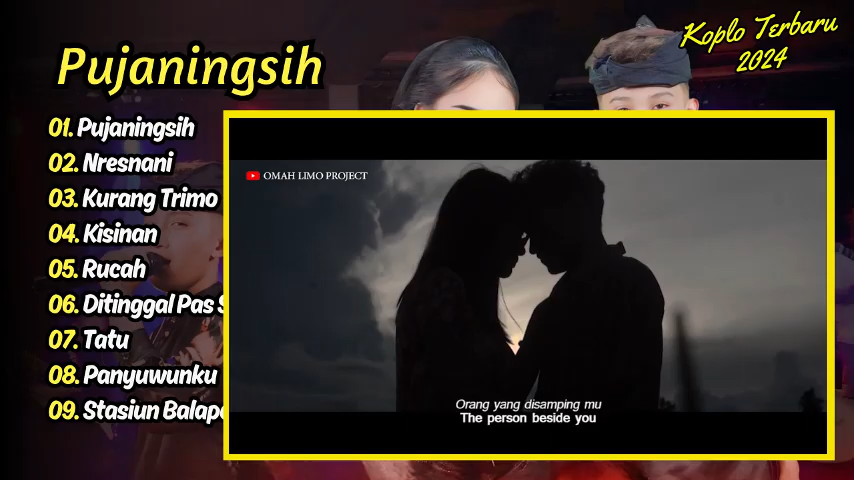 Koplo Terbaru
2024
Pujaningsih
01. Pujaningsih
02. Nresnani
03. Kurang Trimo
04. Kisinan
05. Rucah
06. Ditinggal Pas
07. Tatu
08. Panyuwunku
09. Stasiun
OMAH LIMO PROJECT
Orang yang disamping mu
The person beside you